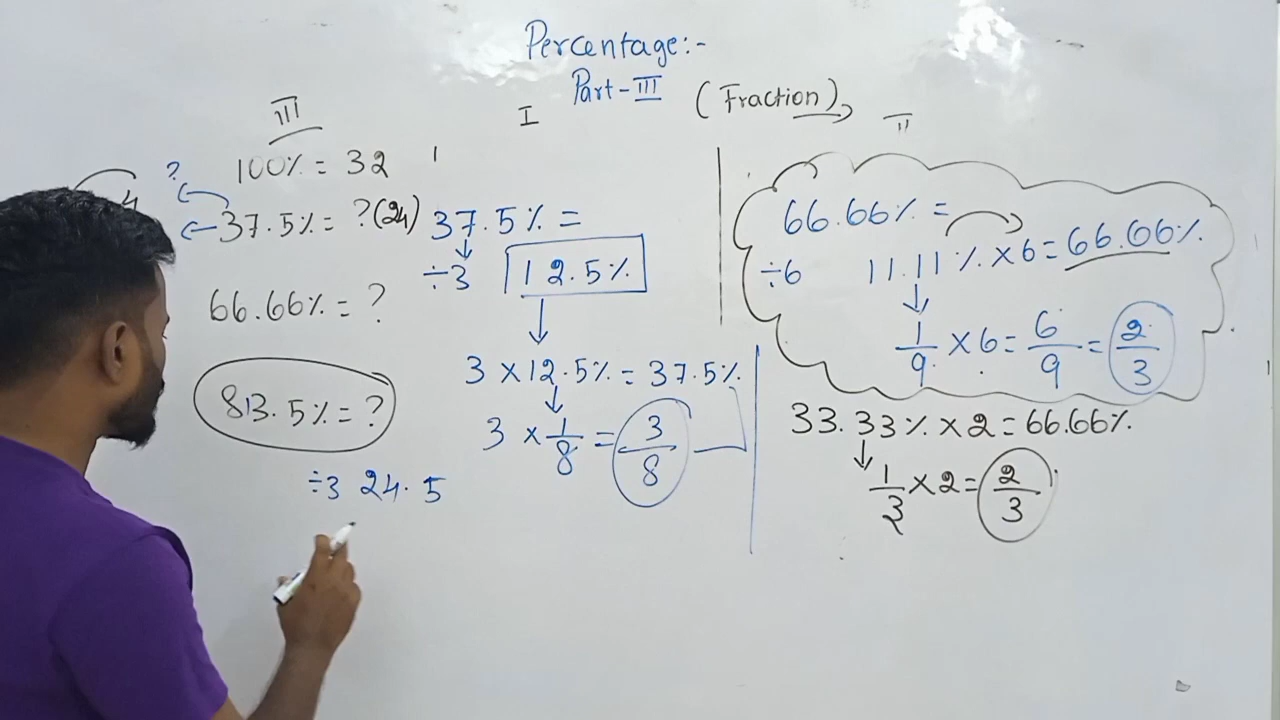 Percentage:-
Part-III (Fraction)
III
100% = 32
?
4
37.5% = ?(24)
66.66% = ?
813.5% = ?
÷3 24.5
I
37.5% =
÷3 12.5%
3 × 12.5% = 37.5%
3 × 1/8 = 3/8
II
66.66% =
÷6 11.11% × 6 = 66.66%
1/9 × 6 = 6/9 = 2/3
33.33% × 2 = 66.66%
1/3 × 2 = 2/3